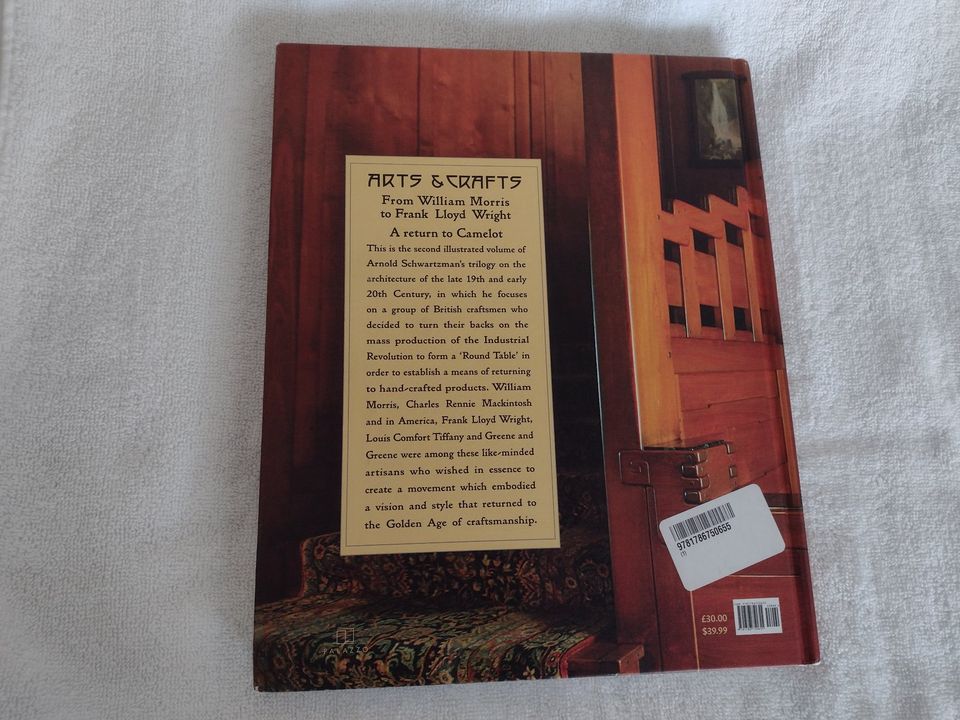 ARTS & CRAFTS
From William Morris
to Frank Lloyd Wright
A return to Camelot
This is the second illustrated volume of
Arnold Schwartzman's trilogy on the
architecture of the late 19th and early
20th Century, in which he focuses
on a group of British craftsmen who
decided to turn their backs on the
mass production of the Industrial
Revolution to form a 'Round Table' in
order to establish a means of returning
to hand-crafted products. William
Morris, Charles Rennie Mackintosh
and in America, Frank Lloyd Wright,
Louis Comfort Tiffany and Greene and
Greene were among these like-minded
artisans who wished in essence to
create a movement which embodied
a vision and style that returned to
the Golden Age of craftsmanship.
9781786750655
(1)
£30.00
$39.99
PALAZZO